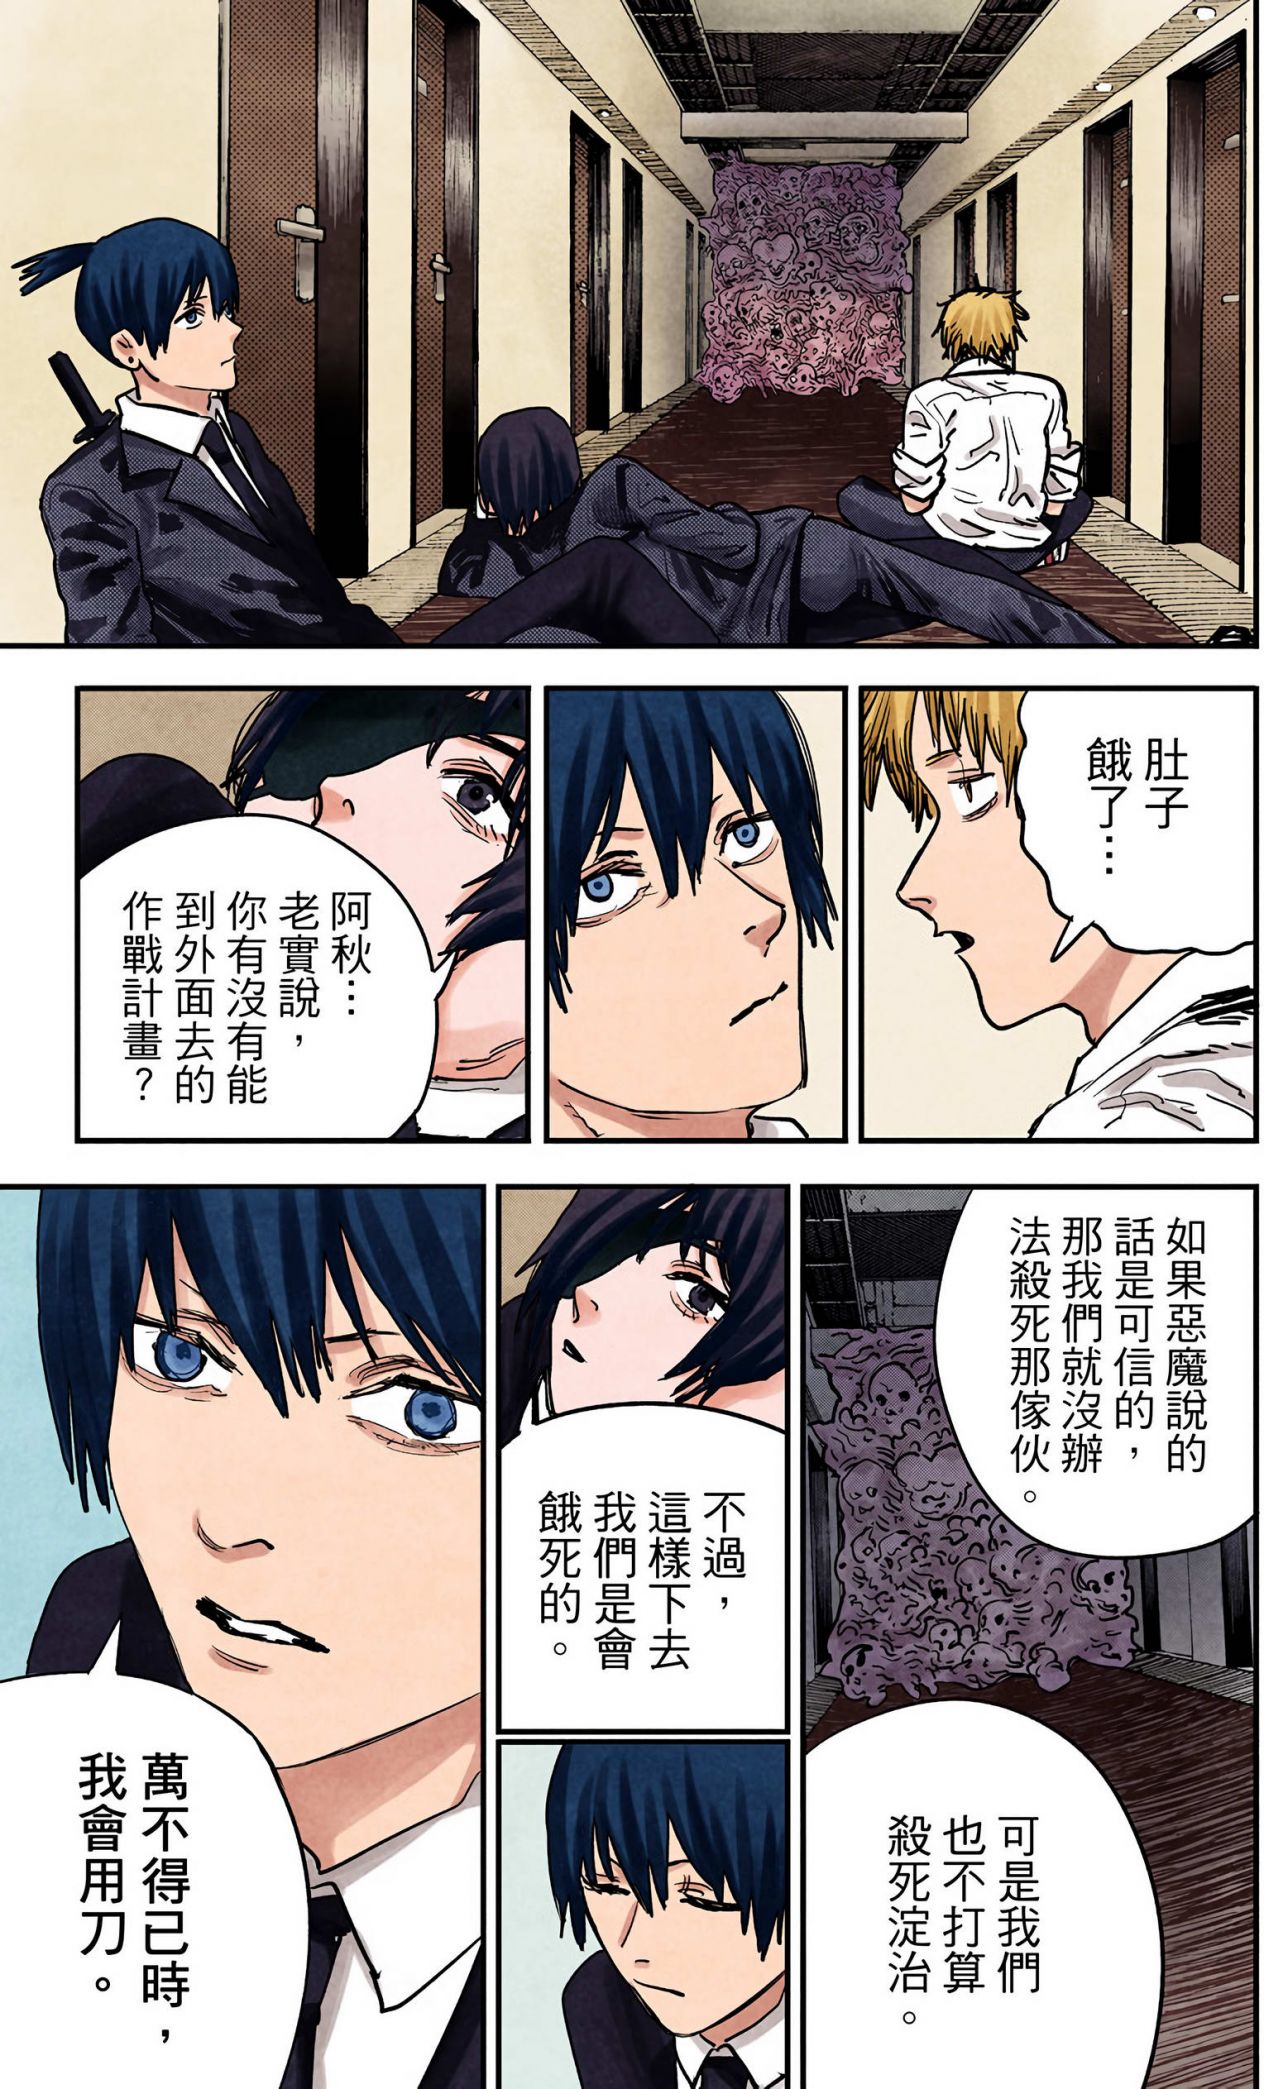 肚子
餓了…
阿秋…
老實說，
你有沒有能
到外面去的
作戰計畫？
如果惡魔說的
話是可信的，
那我們就沒辦
法殺死那傢伙。
可是我們
也不打算
殺死淀治。
不過，
這樣下去
我們是會
餓死的。
萬不得已時，
我會用刀。